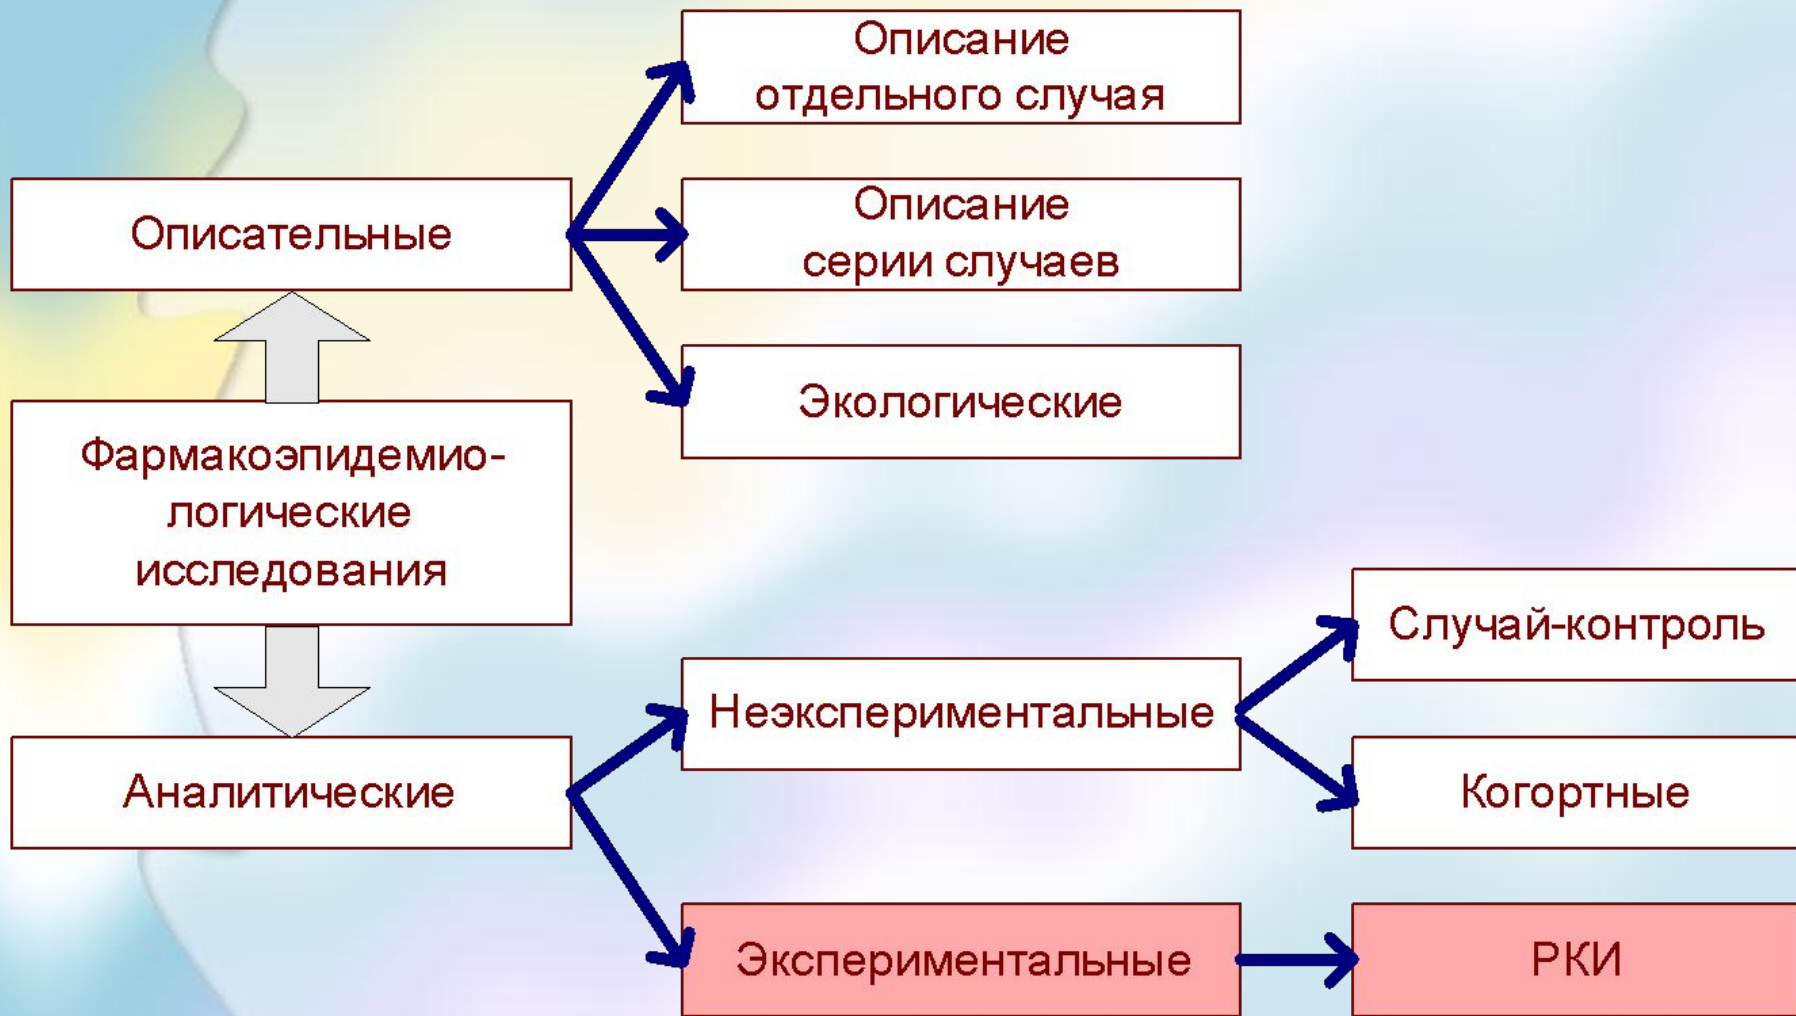 Описание
отдельного случая
Описательные
Описание
серии случаев
Экологические
Фармакоэпидемио-
логические
исследования
Случай-контроль
Неэкспериментальные
Аналитические
Когортные
Экспериментальные
РКИ